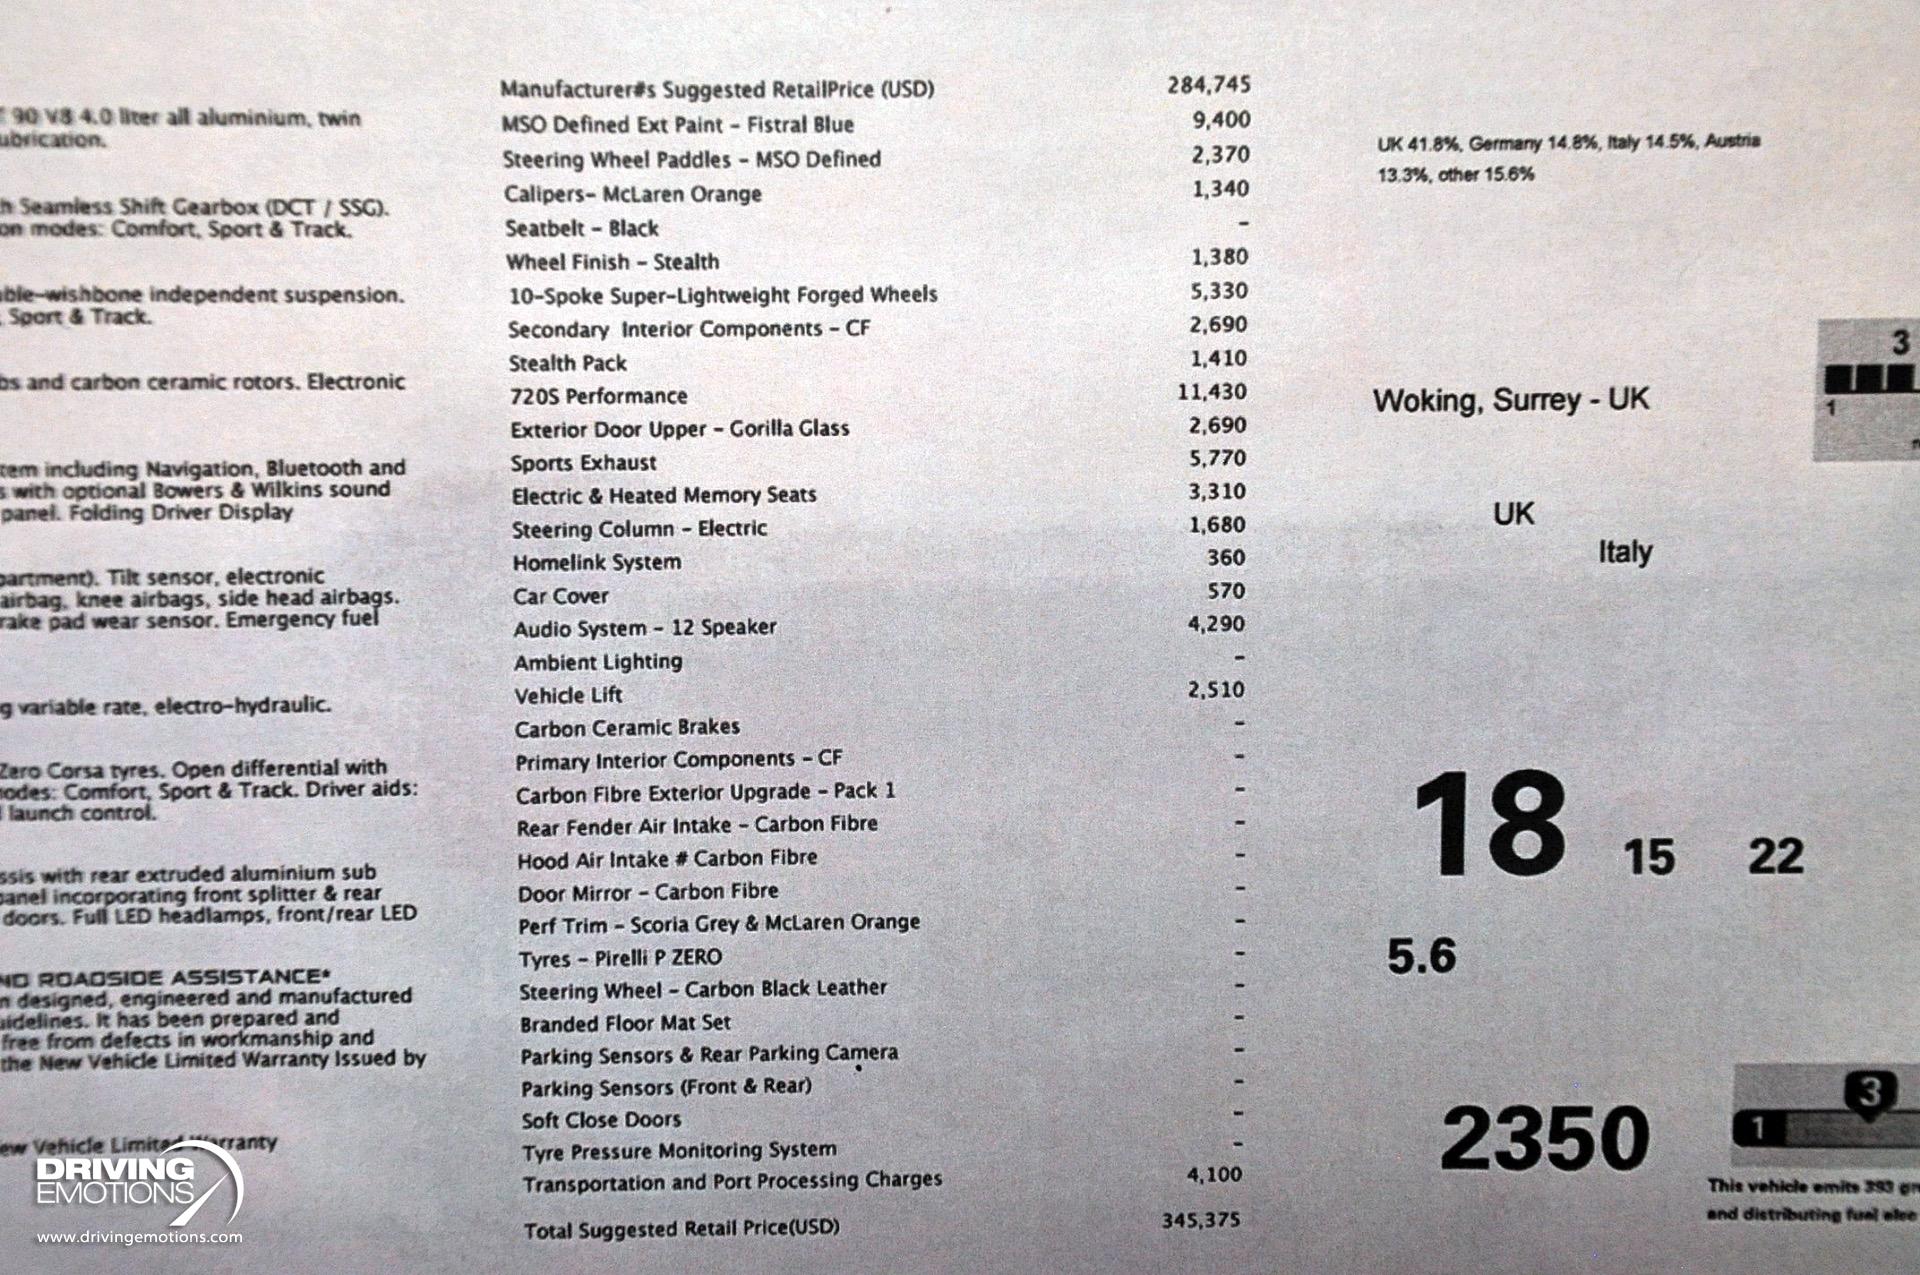 90 V8 4.0 liter all aluminium, twin
ubrication.
h Seamless Shift Gearbox (DCT / SSG).
on modes: Comfort, Sport & Track.
ble-wishbone independent suspension.
, Sport & Track.
bs and carbon ceramic rotors. Electronic
tem including Navigation, Bluetooth and
s with optional Bowers & Wilkins sound
panel. Folding Driver Display
partment). Tilt sensor, electronic
airbag, knee airbags, side head airbags.
rake pad wear sensor. Emergency fuel
g variable rate, electro-hydraulic.
Zero Corsa tyres. Open differential with
odes: Comfort, Sport & Track. Driver aids:
launch control.
ssis with rear extruded aluminium sub
panel incorporating front splitter & rear
doors. Full LED headlamps, front/rear LED
ND ROADSIDE ASSISTANCE*
n designed, engineered and manufactured
uidelines. It has been prepared and
free from defects in workmanship and
the New Vehicle Limited Warranty Issued by
ew Vehicle Limited Warranty
Manufacturer#s Suggested RetailPrice (USD) 284,745
MSO Defined Ext Paint - Fistral Blue 9,400
Steering Wheel Paddles - MSO Defined 2,370
Calipers- McLaren Orange 1,340
Seatbelt - Black -
Wheel Finish - Stealth 1,380
10-Spoke Super-Lightweight Forged Wheels 5,330
Secondary Interior Components - CF 2,690
Stealth Pack 1,410
720S Performance 11,430
Exterior Door Upper - Gorilla Glass 2,690
Sports Exhaust 5,770
Electric & Heated Memory Seats 3,310
Steering Column - Electric 1,680
Homelink System 360
Car Cover 570
Audio System - 12 Speaker 4,290
Ambient Lighting -
Vehicle Lift 2,510
Carbon Ceramic Brakes -
Primary Interior Components - CF -
Carbon Fibre Exterior Upgrade - Pack 1 -
Rear Fender Air Intake - Carbon Fibre -
Hood Air Intake # Carbon Fibre -
Door Mirror - Carbon Fibre -
Perf Trim - Scoria Grey & McLaren Orange -
Tyres - Pirelli P ZERO -
Steering Wheel - Carbon Black Leather -
Branded Floor Mat Set -
Parking Sensors & Rear Parking Camera -
Parking Sensors (Front & Rear) -
Soft Close Doors -
Tyre Pressure Monitoring System -
Transportation and Port Processing Charges 4,100
Total Suggested Retail Price(USD) 345,375
UK 41.8%, Germany 14.8%, Italy 14.5%, Austria
13.3%, other 15.6%
3
1
Woking, Surrey - UK
UK
Italy
18 15 22
5.6
2350
3
1
This vehicle emits 393 gr
and distributing fuel also
DRIVING
EMOTIONS
www.drivingemotions.com